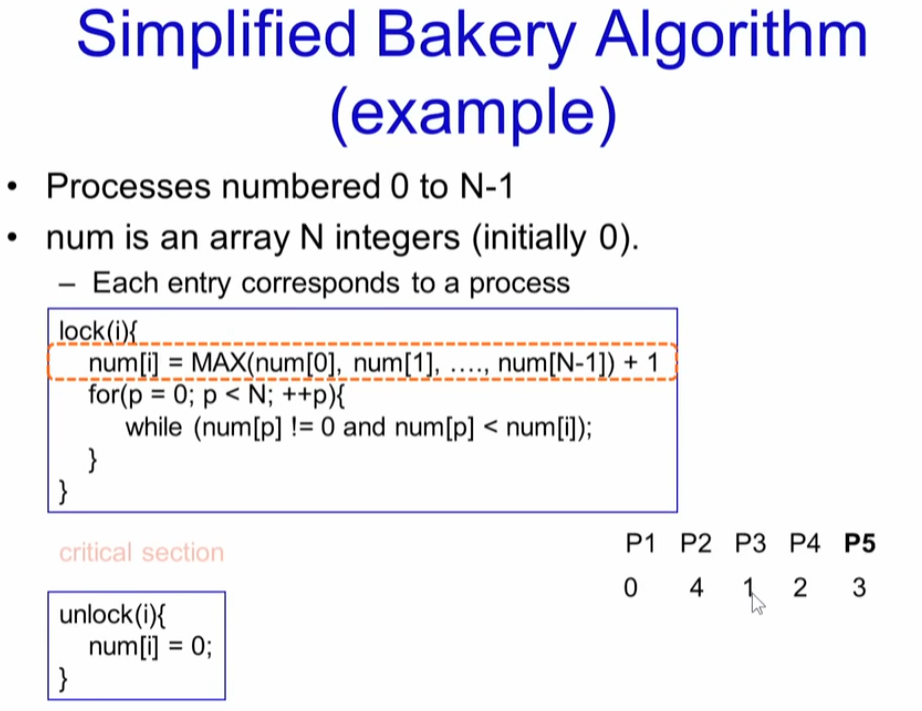 Simplified Bakery Algorithm
(example)
• Processes numbered 0 to N-1
• num is an array N integers (initially 0).
– Each entry corresponds to a process
lock(i){
num[i] = MAX(num[0], num[1], ...., num[N-1]) + 1
for(p = 0; p < N; ++p){
while (num[p] != 0 and num[p] < num[i]);
}
}
critical section
P1 P2 P3 P4 P5
0 4 1 2 3
unlock(i){
num[i] = 0;
}